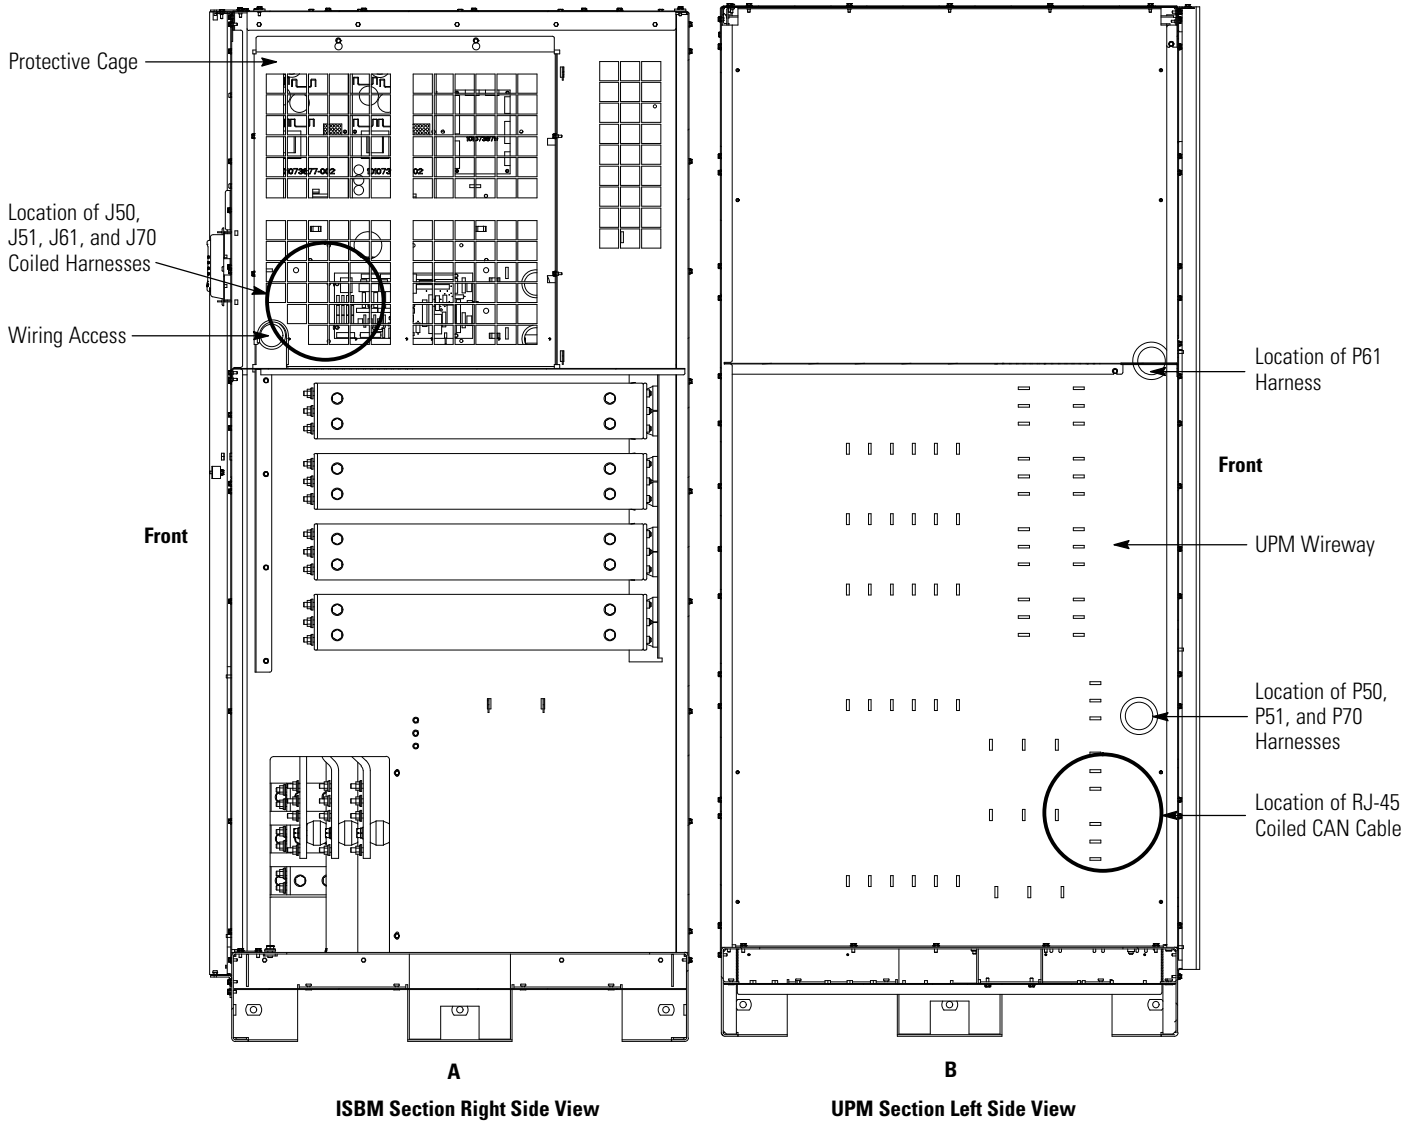 Protective Cage
Location of J50,
J51, J61, and J70
Coiled Harnesses
Wiring Access
Front
Location of P61
Harness
Front
UPM Wireway
Location of P50,
P51, and P70
Harnesses
Location of RJ-45
Coiled CAN Cable
A
B
ISBM Section Right Side View
UPM Section Left Side View